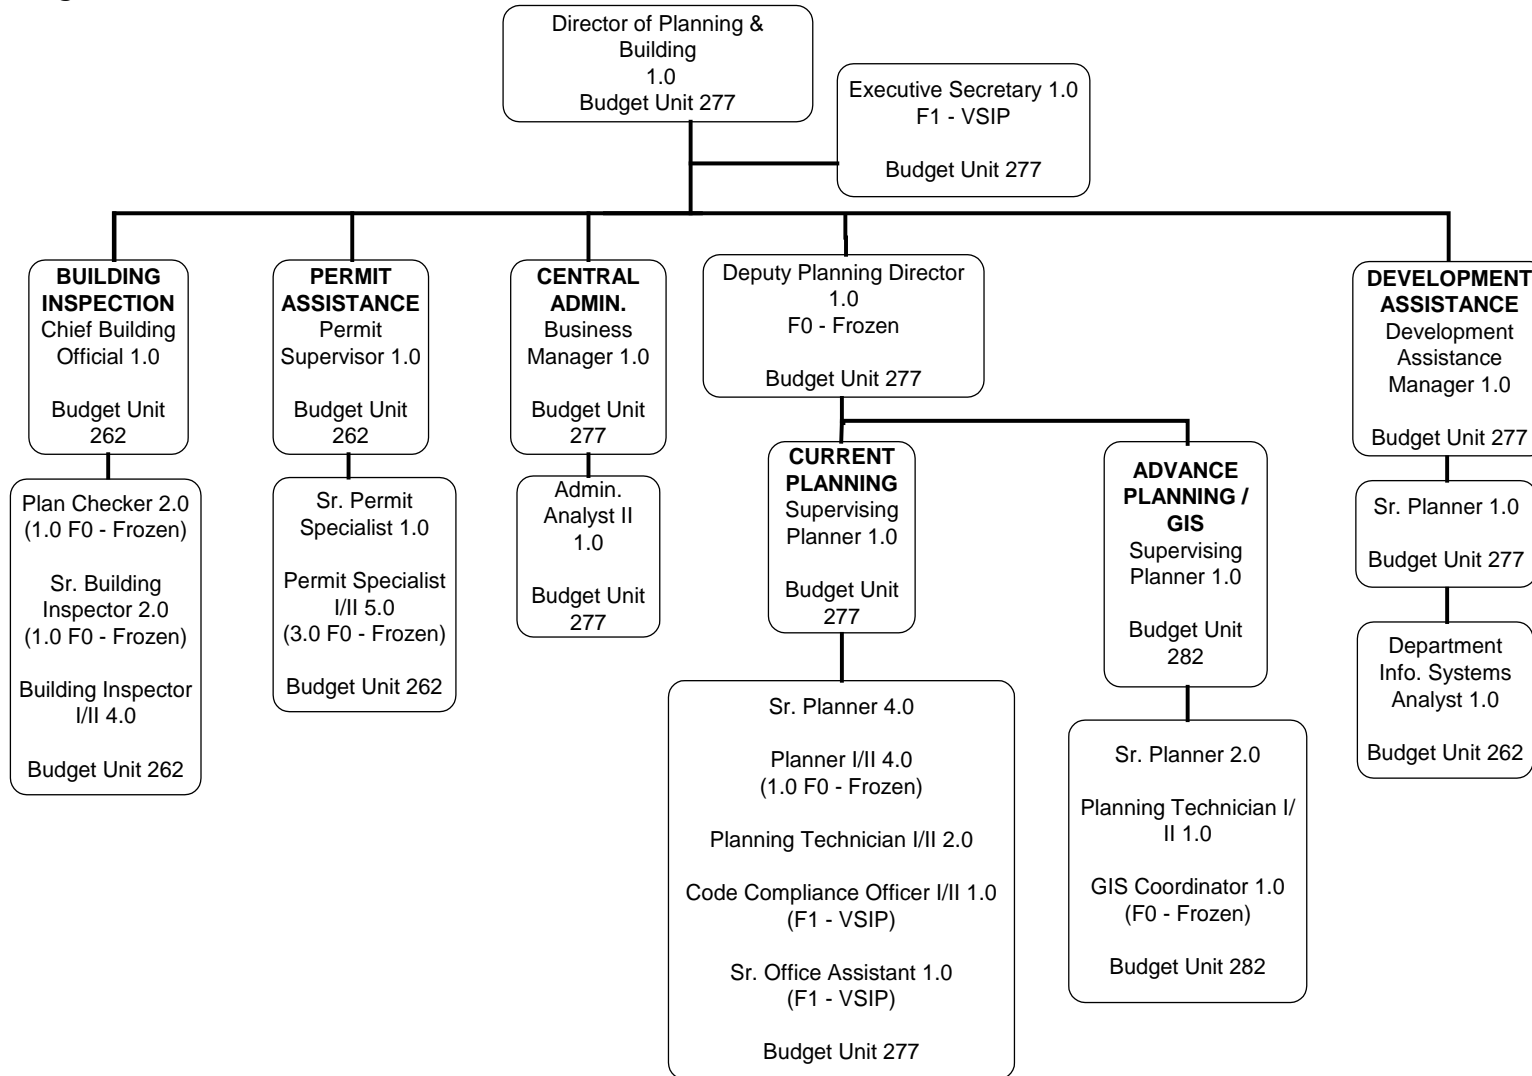 Director of Planning &
Building
1.0
Budget Unit 277
Executive Secretary 1.0
F1 - VSIP
Budget Unit 277
BUILDING
INSPECTION
Chief Building
Official 1.0
Budget Unit
262
PERMIT
ASSISTANCE
Permit
Supervisor 1.0
Budget Unit
262
CENTRAL
ADMIN.
Business
Manager 1.0
Budget Unit
277
Deputy Planning Director
1.0
F0 - Frozen
Budget Unit 277
DEVELOPMENT
ASSISTANCE
Development
Assistance
Manager 1.0
Budget Unit 277
Plan Checker 2.0
(1.0 F0 - Frozen)
Sr. Building
Inspector 2.0
(1.0 F0 - Frozen)
Building Inspector
I/II 4.0
Budget Unit 262
Sr. Permit
Specialist 1.0
Permit Specialist
I/II 5.0
(3.0 F0 - Frozen)
Budget Unit 262
Admin.
Analyst II
1.0
Budget Unit
277
CURRENT
PLANNING
Supervising
Planner 1.0
Budget Unit
277
ADVANCE
PLANNING /
GIS
Supervising
Planner 1.0
Budget Unit
282
Sr. Planner 1.0
Budget Unit 277
Department
Info. Systems
Analyst 1.0
Budget Unit 262
Sr. Planner 4.0
Planner I/II 4.0
(1.0 F0 - Frozen)
Planning Technician I/II 2.0
Code Compliance Officer I/II 1.0
(F1 - VSIP)
Sr. Office Assistant 1.0
(F1 - VSIP)
Budget Unit 277
Sr. Planner 2.0
Planning Technician I/
II 1.0
GIS Coordinator 1.0
(F0 - Frozen)
Budget Unit 282